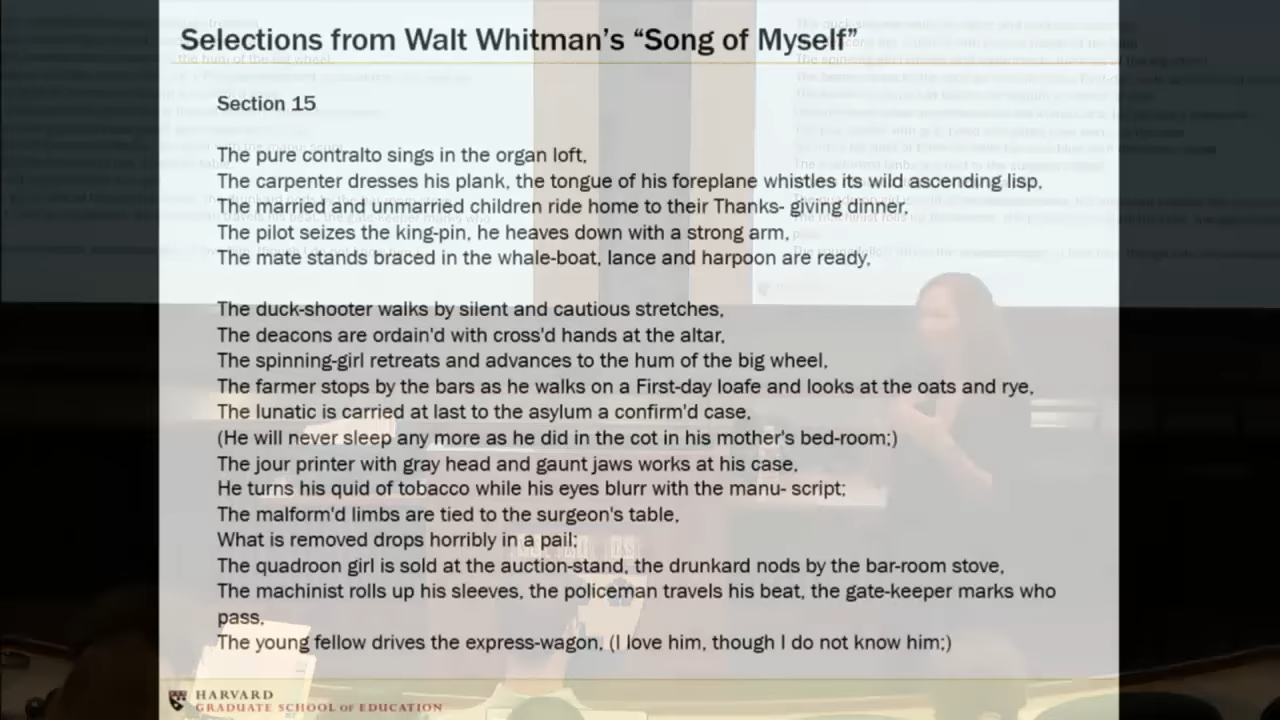 Selections from Walt Whitman's “Song of Myself”
Section 15
The pure contralto sings in the organ loft,
The carpenter dresses his plank, the tongue of his foreplane whistles its wild ascending lisp,
The married and unmarried children ride home to their Thanks- giving dinner,
The pilot seizes the king-pin, he heaves down with a strong arm,
The mate stands braced in the whale-boat, lance and harpoon are ready,
The duck-shooter walks by silent and cautious stretches,
The deacons are ordain'd with cross'd hands at the altar,
The spinning-girl retreats and advances to the hum of the big wheel,
The farmer stops by the bars as he walks on a First-day loafe and looks at the oats and rye,
The lunatic is carried at last to the asylum a confirm'd case,
(He will never sleep any more as he did in the cot in his mother's bed-room;)
The jour printer with gray head and gaunt jaws works at his case,
He turns his quid of tobacco while his eyes blurr with the manu- script;
The malform'd limbs are tied to the surgeon's table,
What is removed drops horribly in a pail;
The quadroon girl is sold at the auction-stand, the drunkard nods by the bar-room stove,
The machinist rolls up his sleeves, the policeman travels his beat, the gate-keeper marks who
pass,
The young fellow drives the express-wagon, (I love him, though I do not know him;)
HARVARD
GRADUATE SCHOOL OF EDUCATION